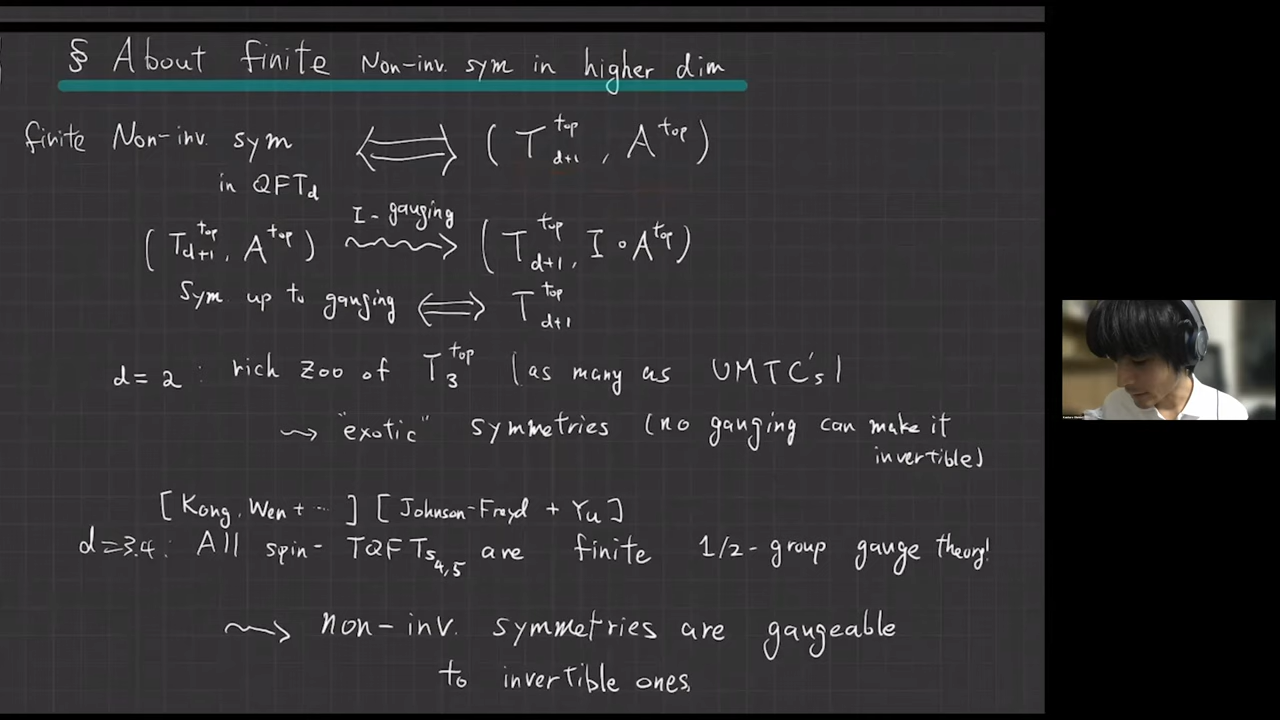 § About finite Non-inv. sym in higher dim
finite Non-inv. sym ⟺ ( T^top_d+1 , A^top )
in QFT_d
( T^top_d+1 , A^top ) I-gauging ⟿ ( T^top_d+1 , I ∘ A^top )
Sym up to gauging ⟺ T^top_d+1
d=2 : rich zoo of T^top_3 (as many as UMTC's)
⟿ "exotic" symmetries (no gauging can make it
invertible)
[Kong, Wen + ...] [Johnson-Freyd + Yu]
d=3.4 : All spin-TQFTs_4,5 are finite 1/2-group gauge theory!
⟿ non-inv. symmetries are gaugeable
to invertible ones.